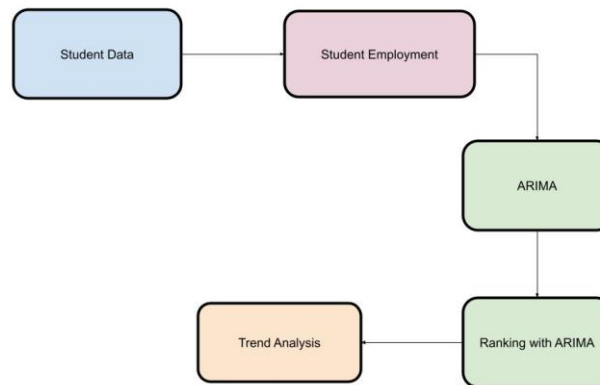 Student Data
Student Employment
ARIMA
Ranking with ARIMA
Trend Analysis